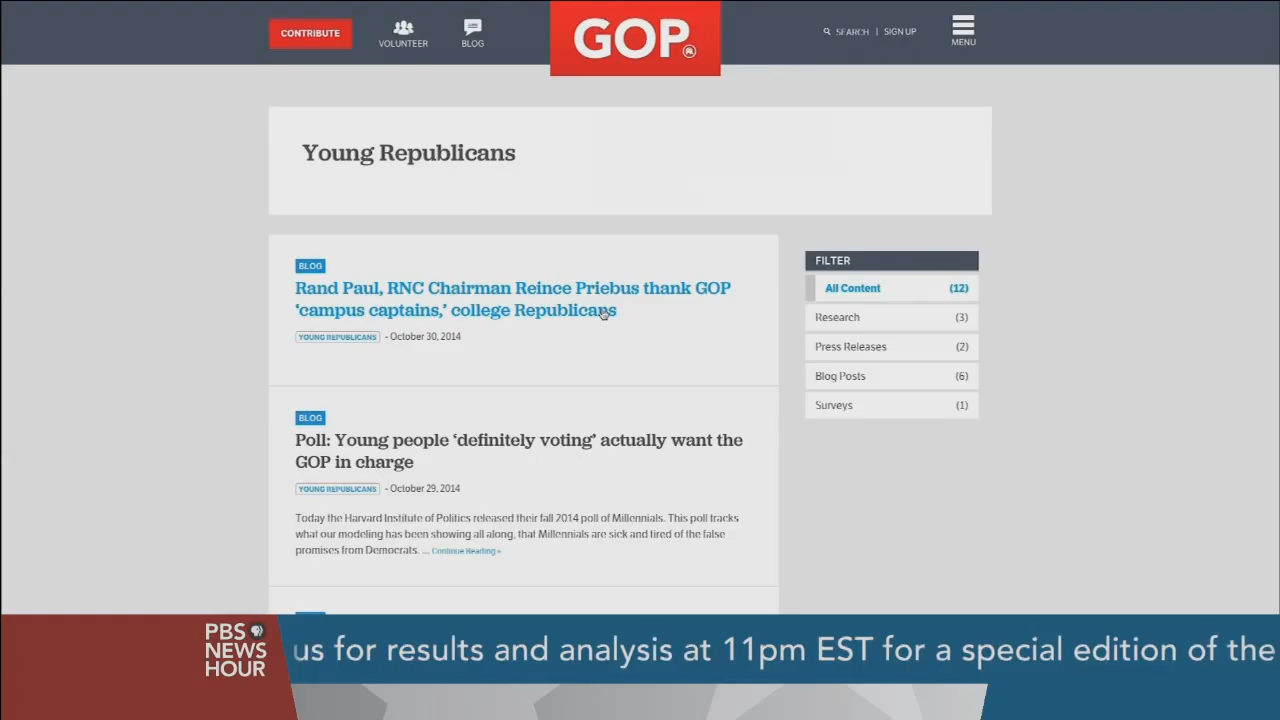 CONTRIBUTE
VOLUNTEER
BLOG
GOP
SEARCH | SIGN UP
MENU
Young Republicans
BLOG
Rand Paul, RNC Chairman Reince Priebus thank GOP
‘campus captains,’ college Republicans
YOUNG REPUBLICANS - October 30, 2014
BLOG
Poll: Young people ‘definitely voting’ actually want the
GOP in charge
YOUNG REPUBLICANS - October 29, 2014
Today the Harvard Institute of Politics released their fall 2014 poll of Millennials. This poll tracks
what our modeling has been showing all along, that Millennials are sick and tired of the false
promises from Democrats. ... Continue Reading »
FILTER
All Content (12)
Research (3)
Press Releases (2)
Blog Posts (6)
Surveys (1)
PBS
NEWS
HOUR
us for results and analysis at 11pm EST for a special edition of the